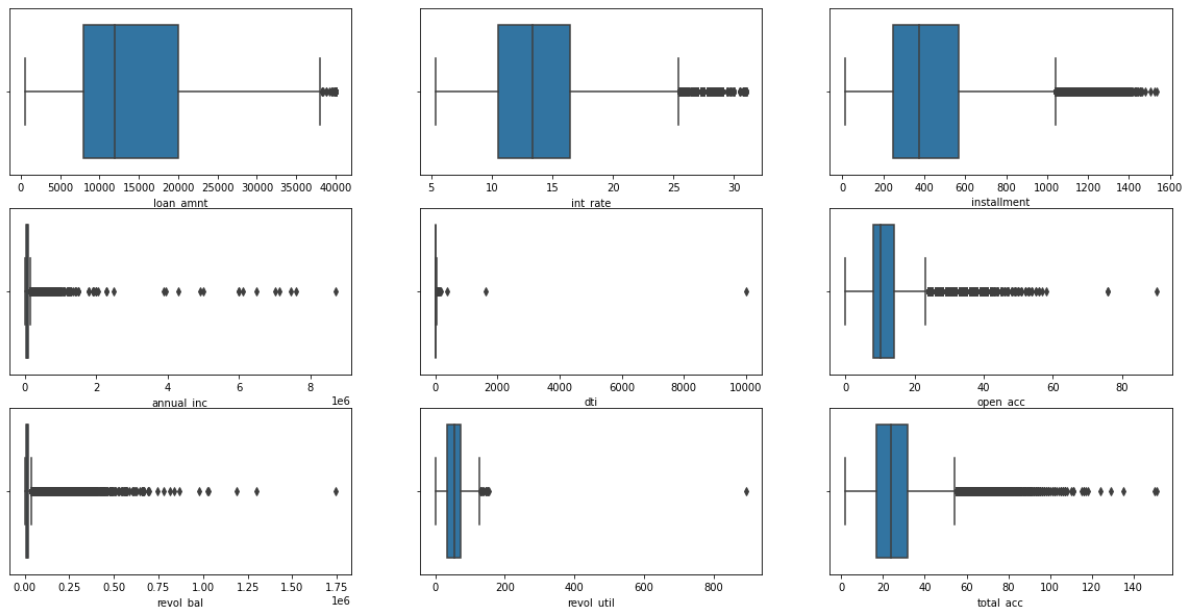 0 5000 10000 15000 20000 25000 30000 35000 40000
loan_amnt
5 10 15 20 25 30
int_rate
0 200 400 600 800 1000 1200 1400 1600
installment
0 2 4 6 8
1e6
annual_inc
0 2000 4000 6000 8000 10000
dti
0 20 40 60 80
open_acc
0.00 0.25 0.50 0.75 1.00 1.25 1.50 1.75
1e6
revol_bal
0 200 400 600 800
revol_util
0 20 40 60 80 100 120 140
total_acc